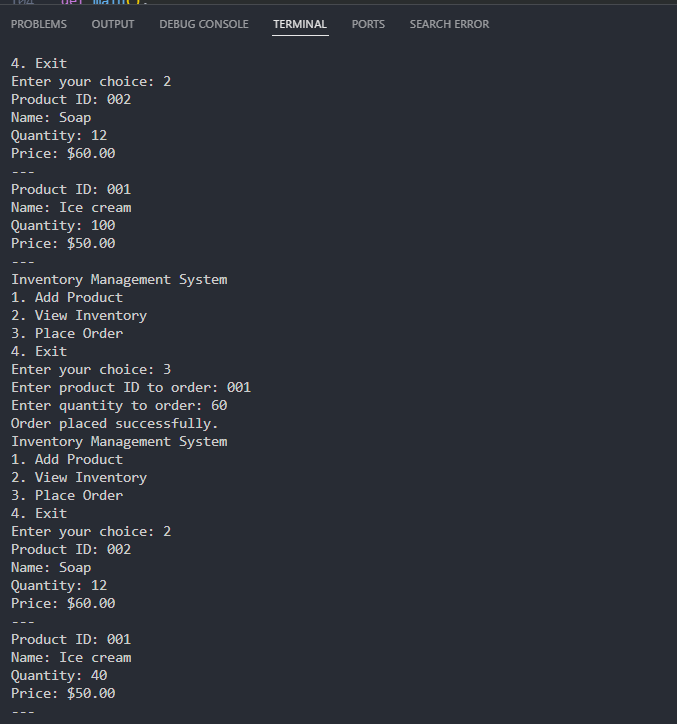 104 def main():
PROBLEMS OUTPUT DEBUG CONSOLE TERMINAL PORTS SEARCH ERROR
4. Exit
Enter your choice: 2
Product ID: 002
Name: Soap
Quantity: 12
Price: $60.00
---
Product ID: 001
Name: Ice cream
Quantity: 100
Price: $50.00
---
Inventory Management System
1. Add Product
2. View Inventory
3. Place Order
4. Exit
Enter your choice: 3
Enter product ID to order: 001
Enter quantity to order: 60
Order placed successfully.
Inventory Management System
1. Add Product
2. View Inventory
3. Place Order
4. Exit
Enter your choice: 2
Product ID: 002
Name: Soap
Quantity: 12
Price: $60.00
---
Product ID: 001
Name: Ice cream
Quantity: 40
Price: $50.00
---